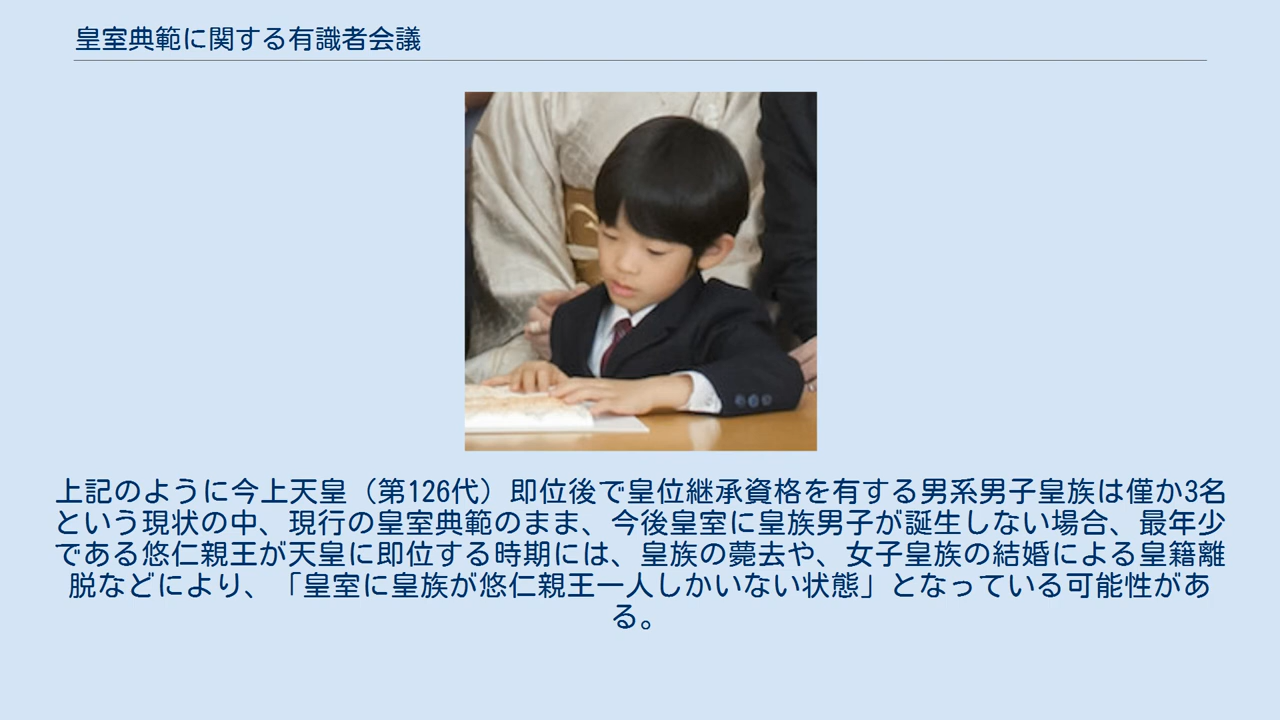 皇室典範に関する有識者会議
上記のように今上天皇（第126代）即位後で皇位継承資格を有する男系男子皇族は僅か3名
という現状の中、現行の皇室典範のまま、今後皇室に皇族男子が誕生しない場合、最年少
である悠仁親王が天皇に即位する時期には、皇族の薨去や、女子皇族の結婚による皇籍離
脱などにより、「皇室に皇族が悠仁親王一人しかいない状態」となっている可能性があ
る。